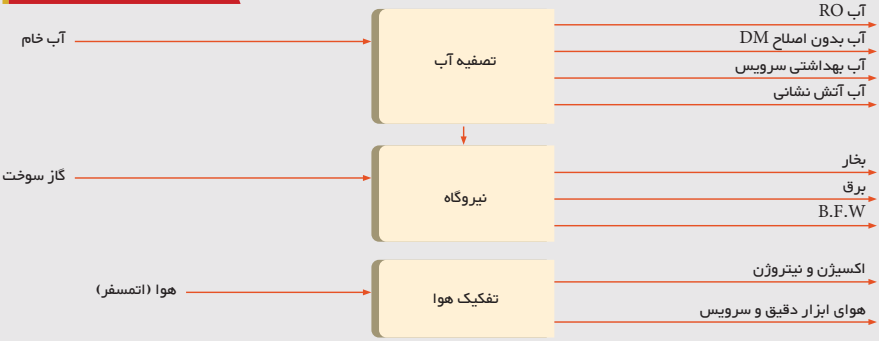 آب خام
تصفیه آب
آب RO
آب بدون اصلاح DM
آب بهداشتی سرویس
آب آتش نشانی
گاز سوخت
نیروگاه
بخار
برق
B.F.W
هوا (اتمسفر)
تفکیک هوا
اکسیژن و نیتروژن
هوای ابزار دقیق و سرویس